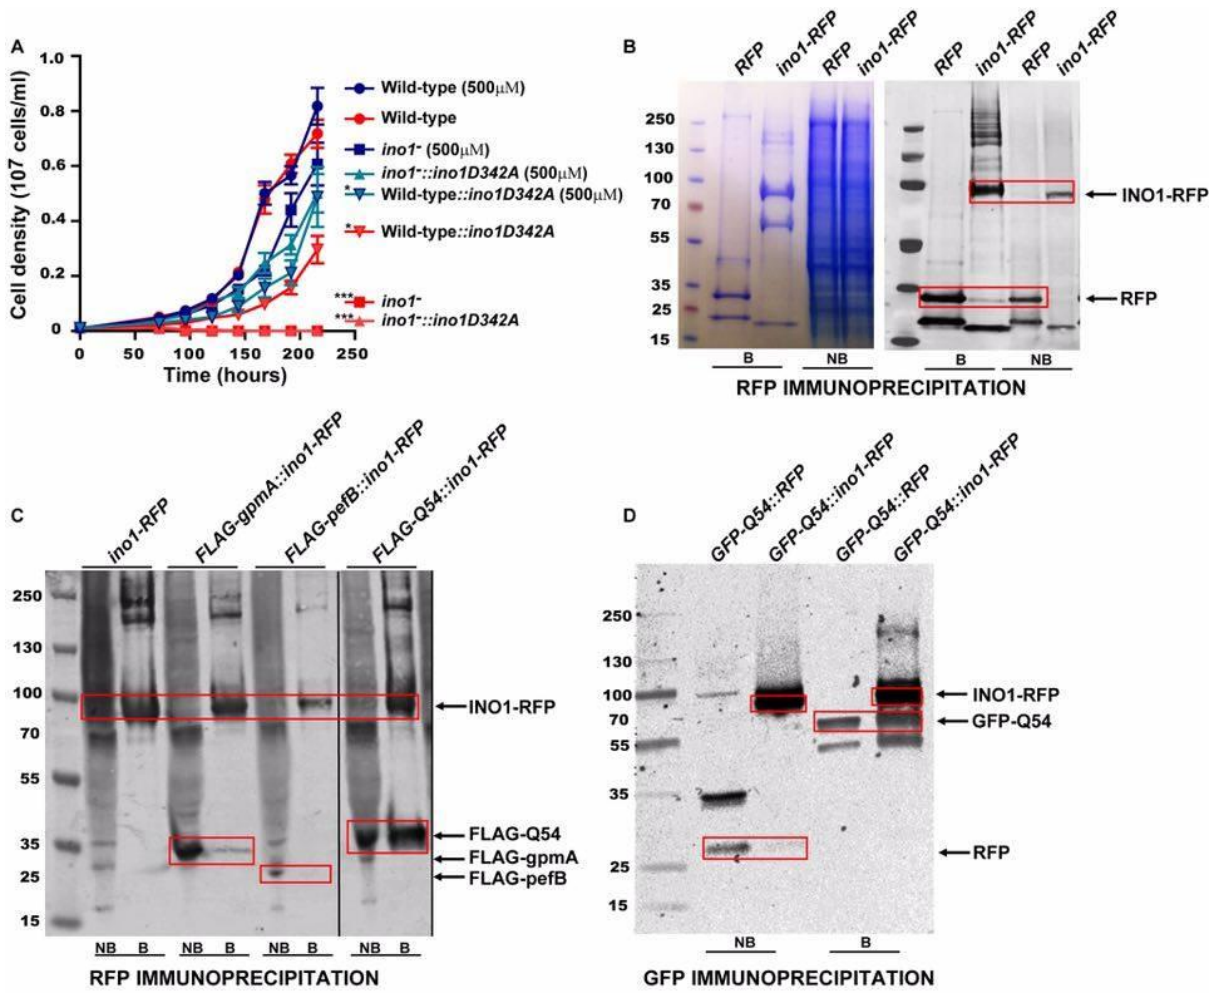 A
Cell density (10⁷ cells/ml)
1.0
0.8
0.6
0.4
0.2
0
0 50 100 150 200 250
Time (hours)
Wild-type (500μM)
Wild-type
ino1- (500μM)
ino1-::ino1D342A (500μM)
* Wild-type::ino1D342A (500μM)
* Wild-type::ino1D342A
*** ino1-
*** ino1-::ino1D342A
B
RFP ino1-RFP RFP ino1-RFP RFP ino1-RFP RFP ino1-RFP
250
130
100
70
55
35
25
15
INO1-RFP
RFP
B NB B NB
RFP IMMUNOPRECIPITATION
C
ino1-RFP FLAG-gpmA::ino1-RFP FLAG-pefB::ino1-RFP FLAG-Q54::ino1-RFP
250
130
100
70
55
35
25
15
INO1-RFP
FLAG-Q54
FLAG-gpmA
FLAG-pefB
NB B NB B NB B NB B
RFP IMMUNOPRECIPITATION
D
GFP-Q54::RFP GFP-Q54::ino1-RFP GFP-Q54::RFP GFP-Q54::ino1-RFP
250
130
100
70
55
35
25
15
INO1-RFP
GFP-Q54
RFP
NB B
GFP IMMUNOPRECIPITATION